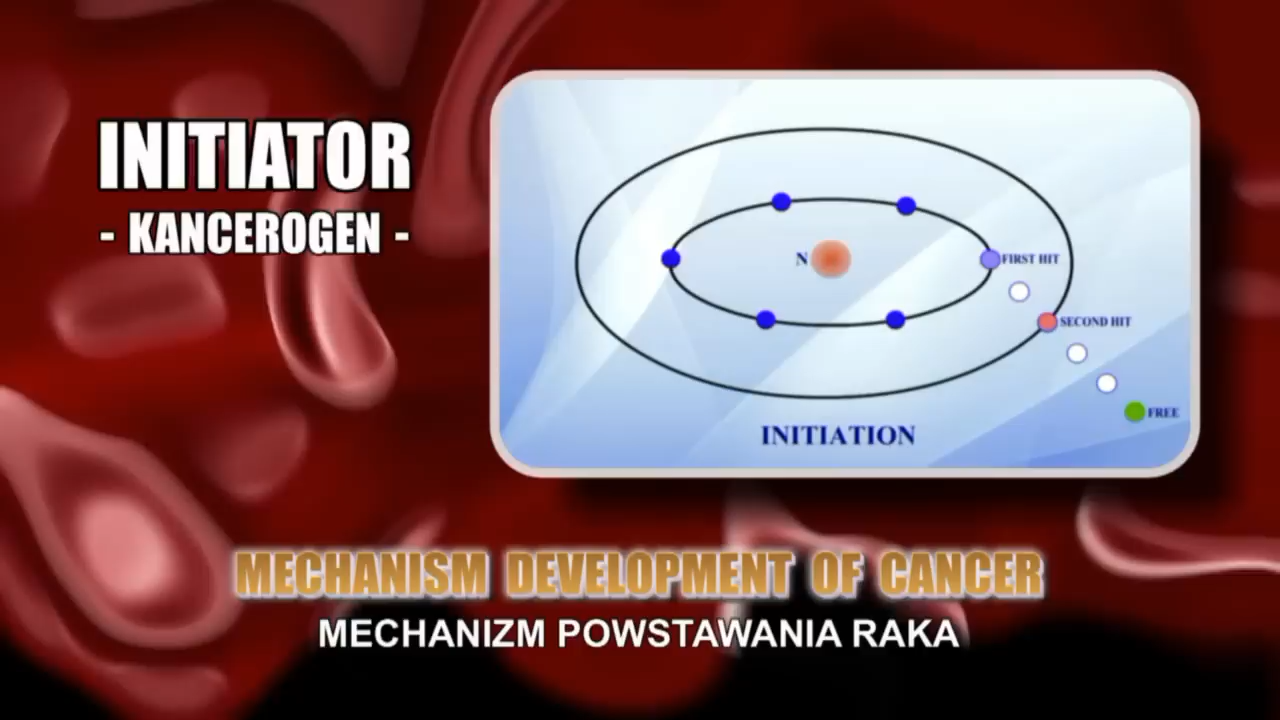 INITIATOR
- KANCEROGEN -
N
FIRST HIT
SECOND HIT
FREE
INITIATION
MECHANISM DEVELOPMENT OF CANCER
MECHANIZM POWSTAWANIA RAKA